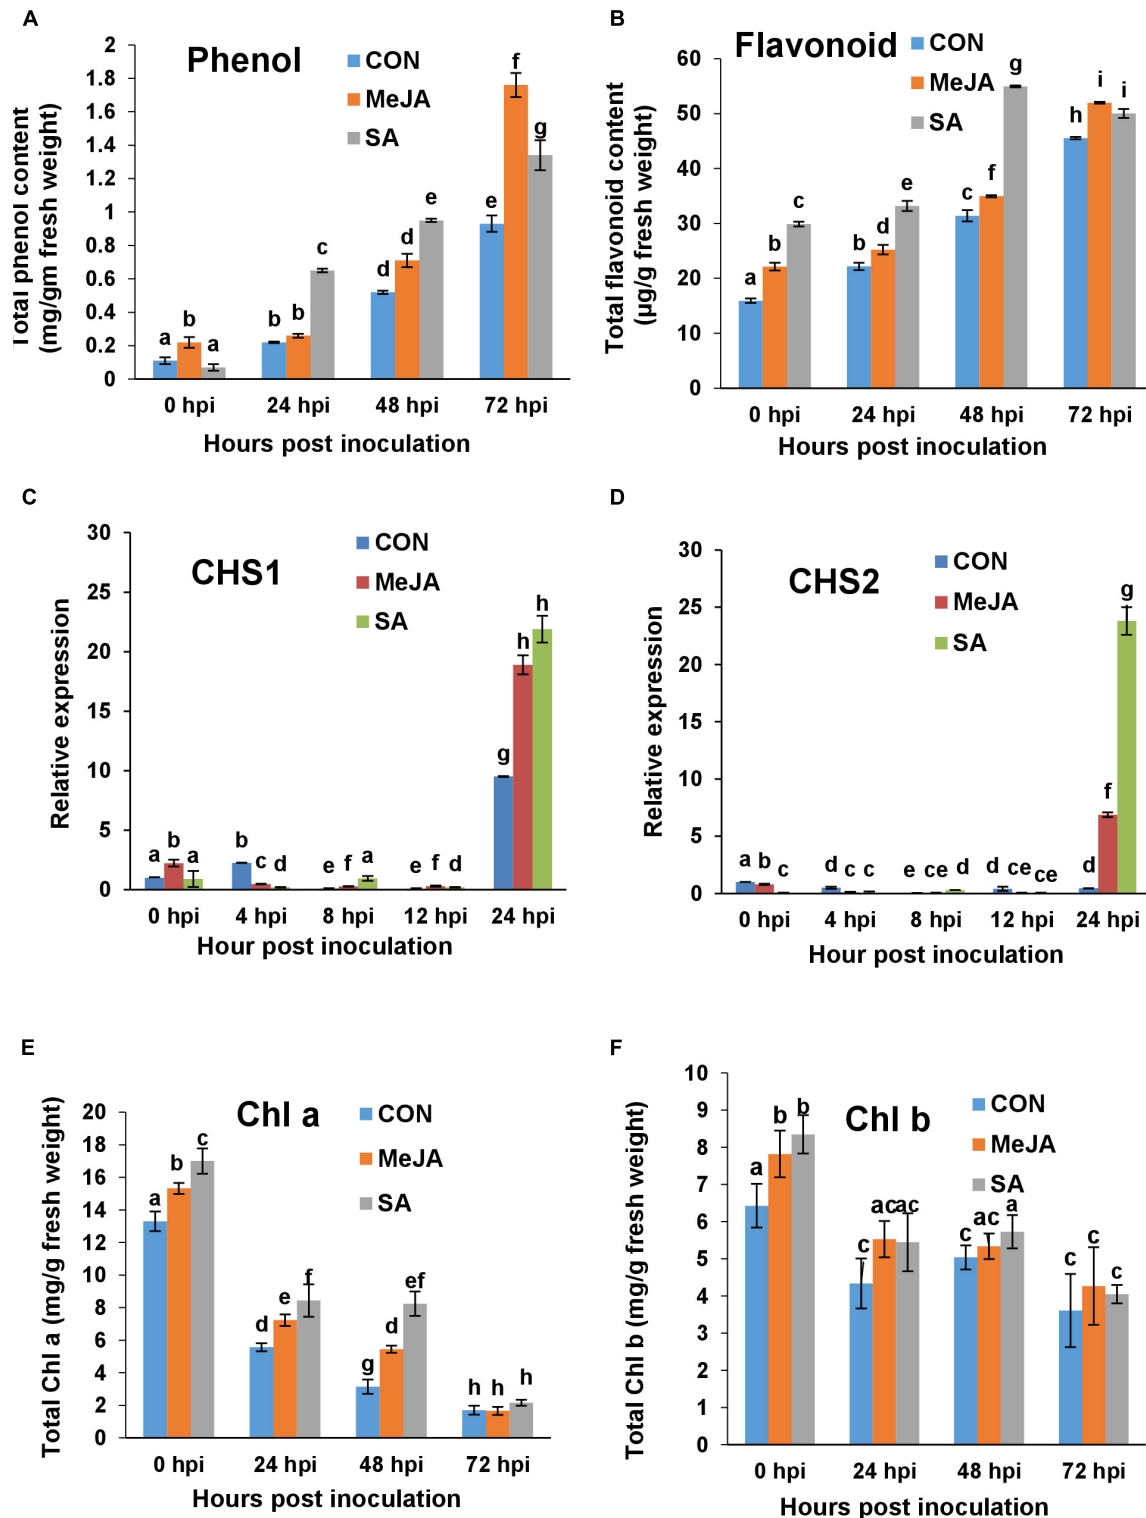 A
Phenol
CON
MeJA
SA
Total phenol content
(mg/gm fresh weight)
2
1.8
1.6
1.4
1.2
1
0.8
0.6
0.4
0.2
0
a b a
b b c
d d e
e f g
0 hpi 24 hpi 48 hpi 72 hpi
Hours post inoculation
B
Flavonoid
CON
MeJA
SA
Total flavonoid content
(µg/g fresh weight)
60
50
40
30
20
10
0
a b c
b d e
c f g
h i i
0 hpi 24 hpi 48 hpi 72 hpi
Hours post inoculation
C
CHS1
CON
MeJA
SA
Relative expression
30
25
20
15
10
5
0
a b a
b c d
e f a
e f d
g h h
0 hpi 4 hpi 8 hpi 12 hpi 24 hpi
Hour post inoculation
D
CHS2
CON
MeJA
SA
Relative expression
30
25
20
15
10
5
0
a b c
d c c
e ce d
d ce ce
d f g
0 hpi 4 hpi 8 hpi 12 hpi 24 hpi
Hour post inoculation
E
Chl a
CON
MeJA
SA
Total Chl a (mg/g fresh weight)
20
18
16
14
12
10
8
6
4
2
0
a b c
d e f
g d ef
h h h
0 hpi 24 hpi 48 hpi 72 hpi
Hours post inoculation
F
Chl b
CON
MeJA
SA
Total Chl b (mg/g fresh weight)
10
9
8
7
6
5
4
3
2
1
0
a b b
c ac ac
c ac a
c c c
0 hpi 24 hpi 48 hpi 72 hpi
Hours post inoculation